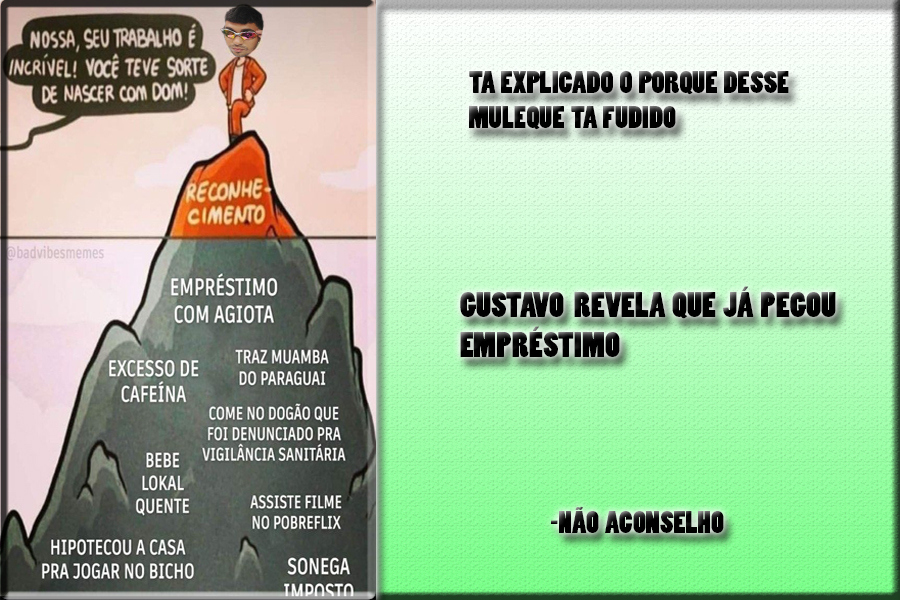 NOSSA, SEU TRABALHO É
INCRÍVEL! VOCÊ TEVE SORTE
DE NASCER COM DOM!
RECONHE-
CIMENTO
@badvibesmemes
EMPRÉSTIMO
COM AGIOTA
EXCESSO DE
CAFEÍNA
TRAZ MUAMBA
DO PARAGUAI
COME NO DOGÃO QUE
FOI DENUNCIADO PRA
VIGILÂNCIA SANITÁRIA
BEBE
LOKAL
QUENTE
ASSISTE FILME
NO POBREFLIX
HIPOTECOU A CASA
PRA JOGAR NO BICHO
SONEGA
IMPOSTO
TA EXPLICADO O PORQUE DESSE
MULEQUE TA FUDIDO
GUSTAVO REVELA QUE JÁ PEGOU
EMPRÉSTIMO
-NÃO ACONSELHO